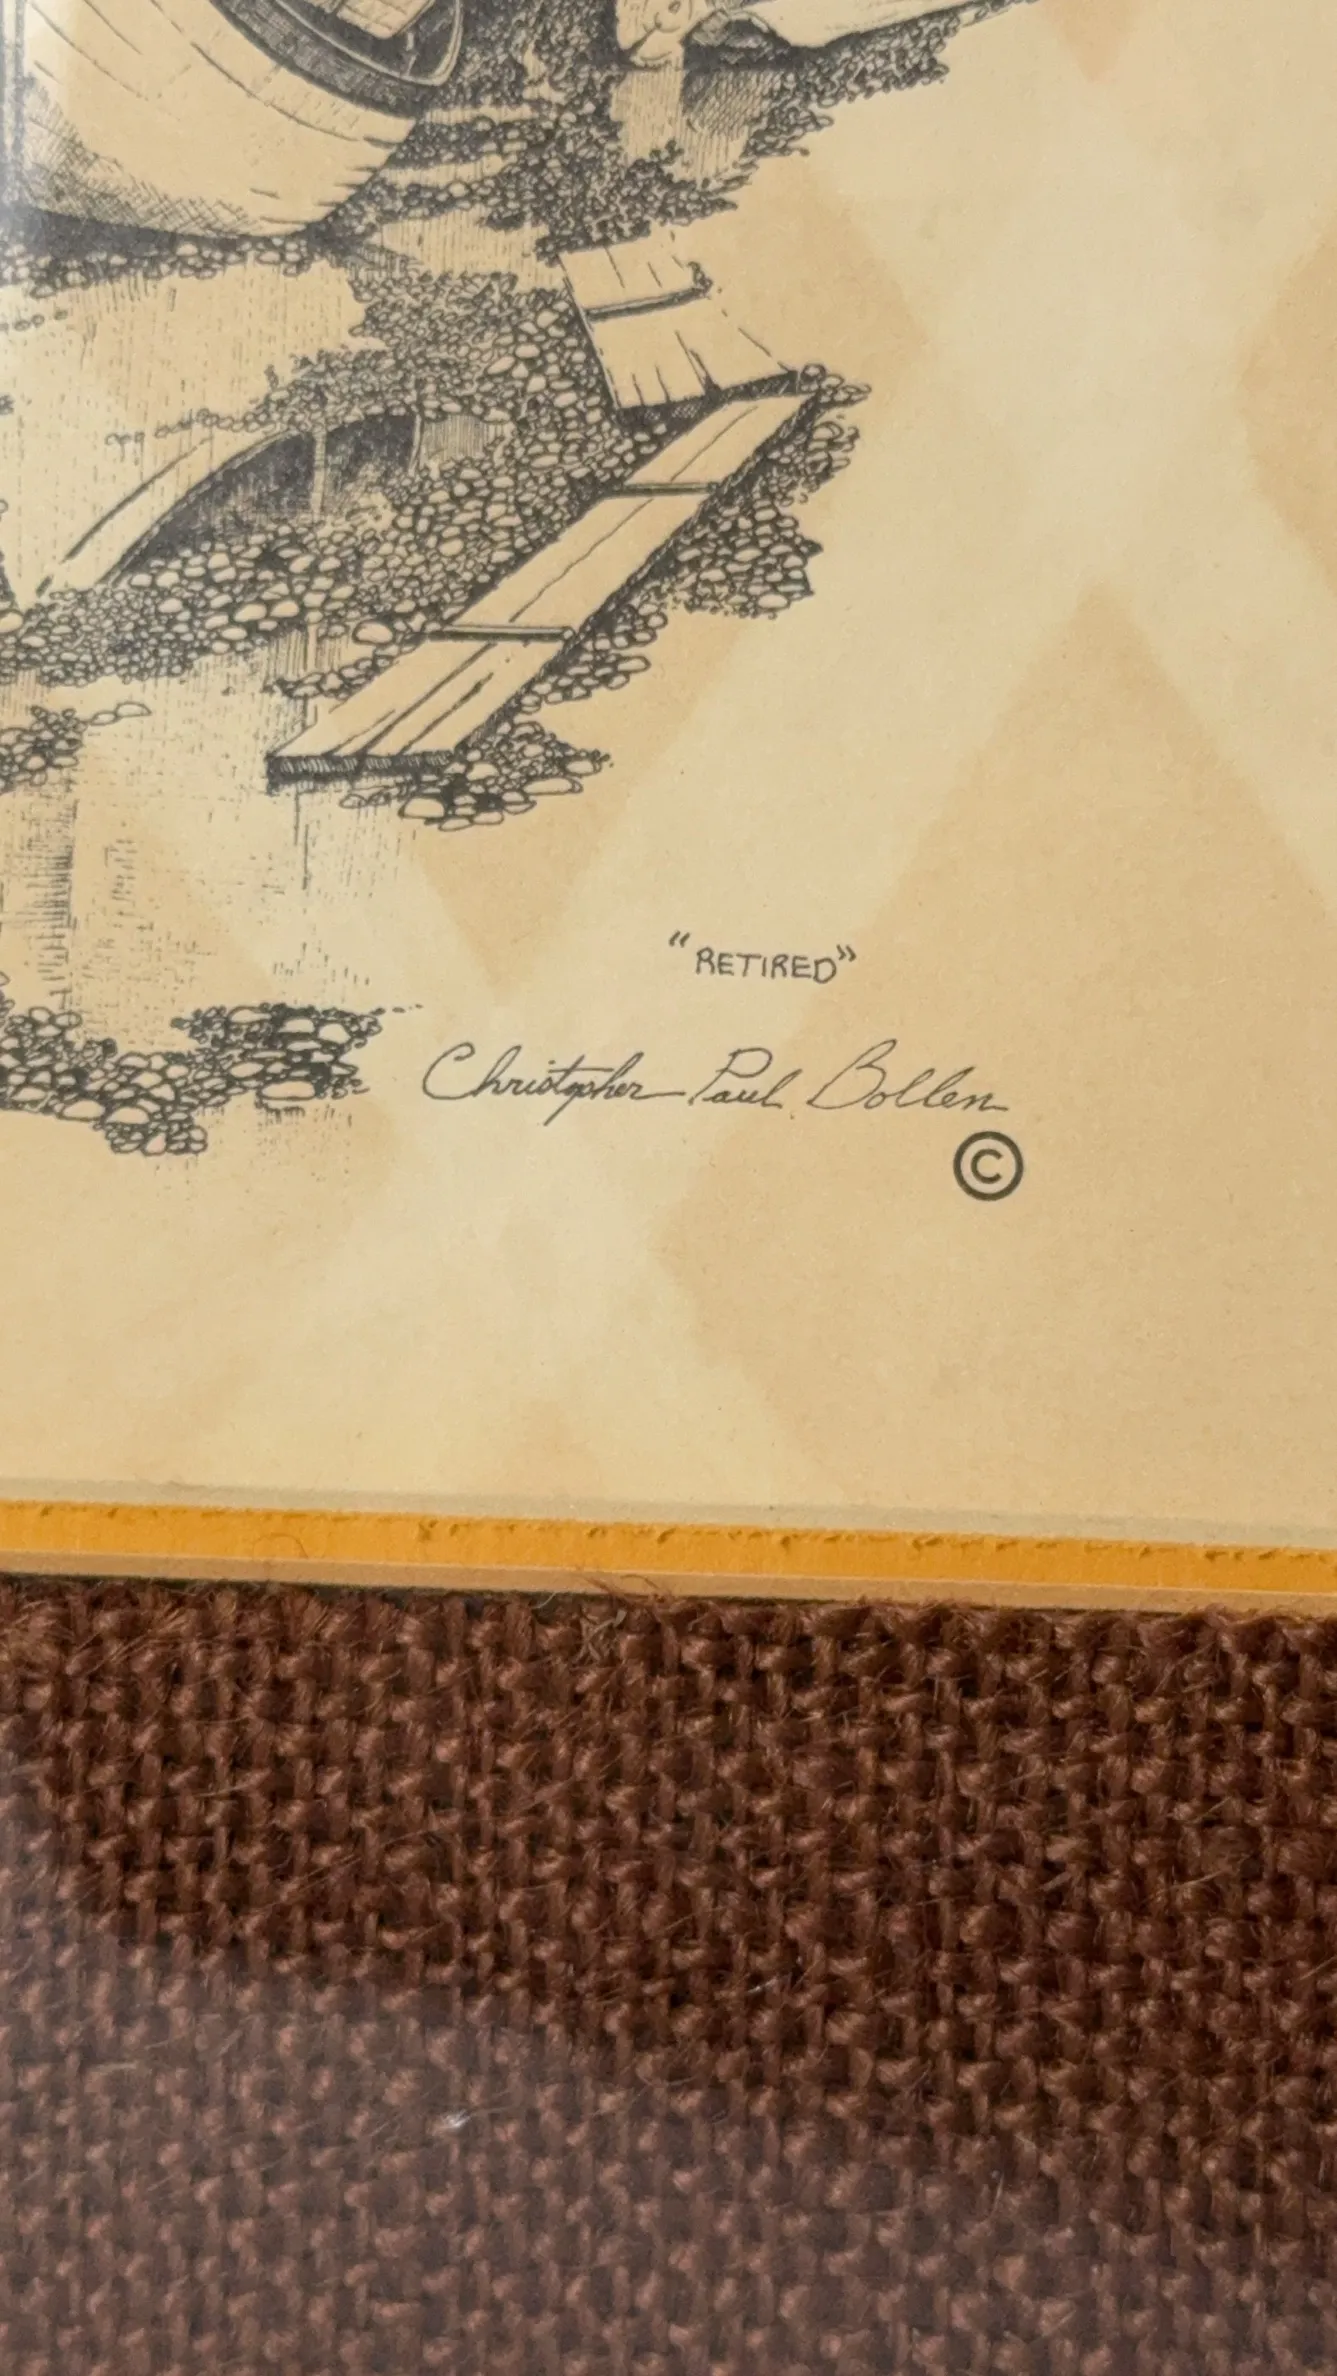 “RETIRED”
Christopher Paul Bollen
©